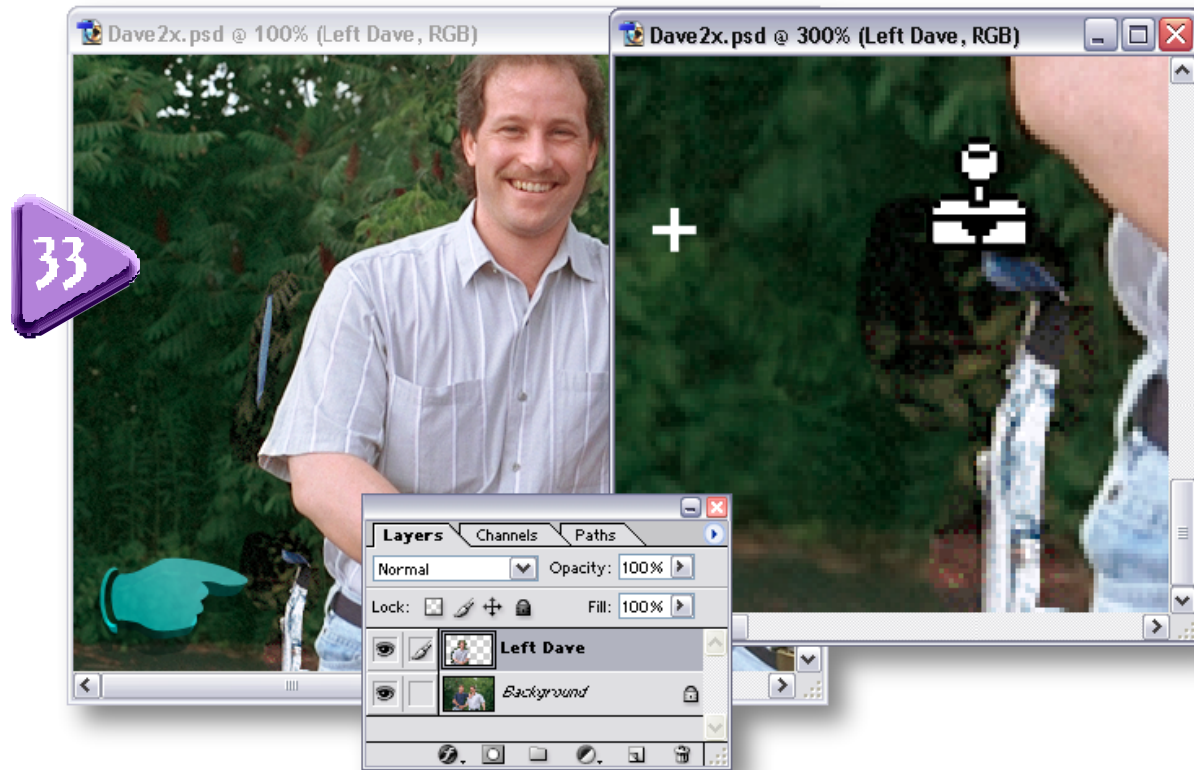 Dave2x.psd @ 100% (Left Dave, RGB)
Dave2x.psd @ 300% (Left Dave, RGB)
33
Layers Channels Paths
Normal Opacity: 100%
Lock: Fill: 100%
Left Dave
Background